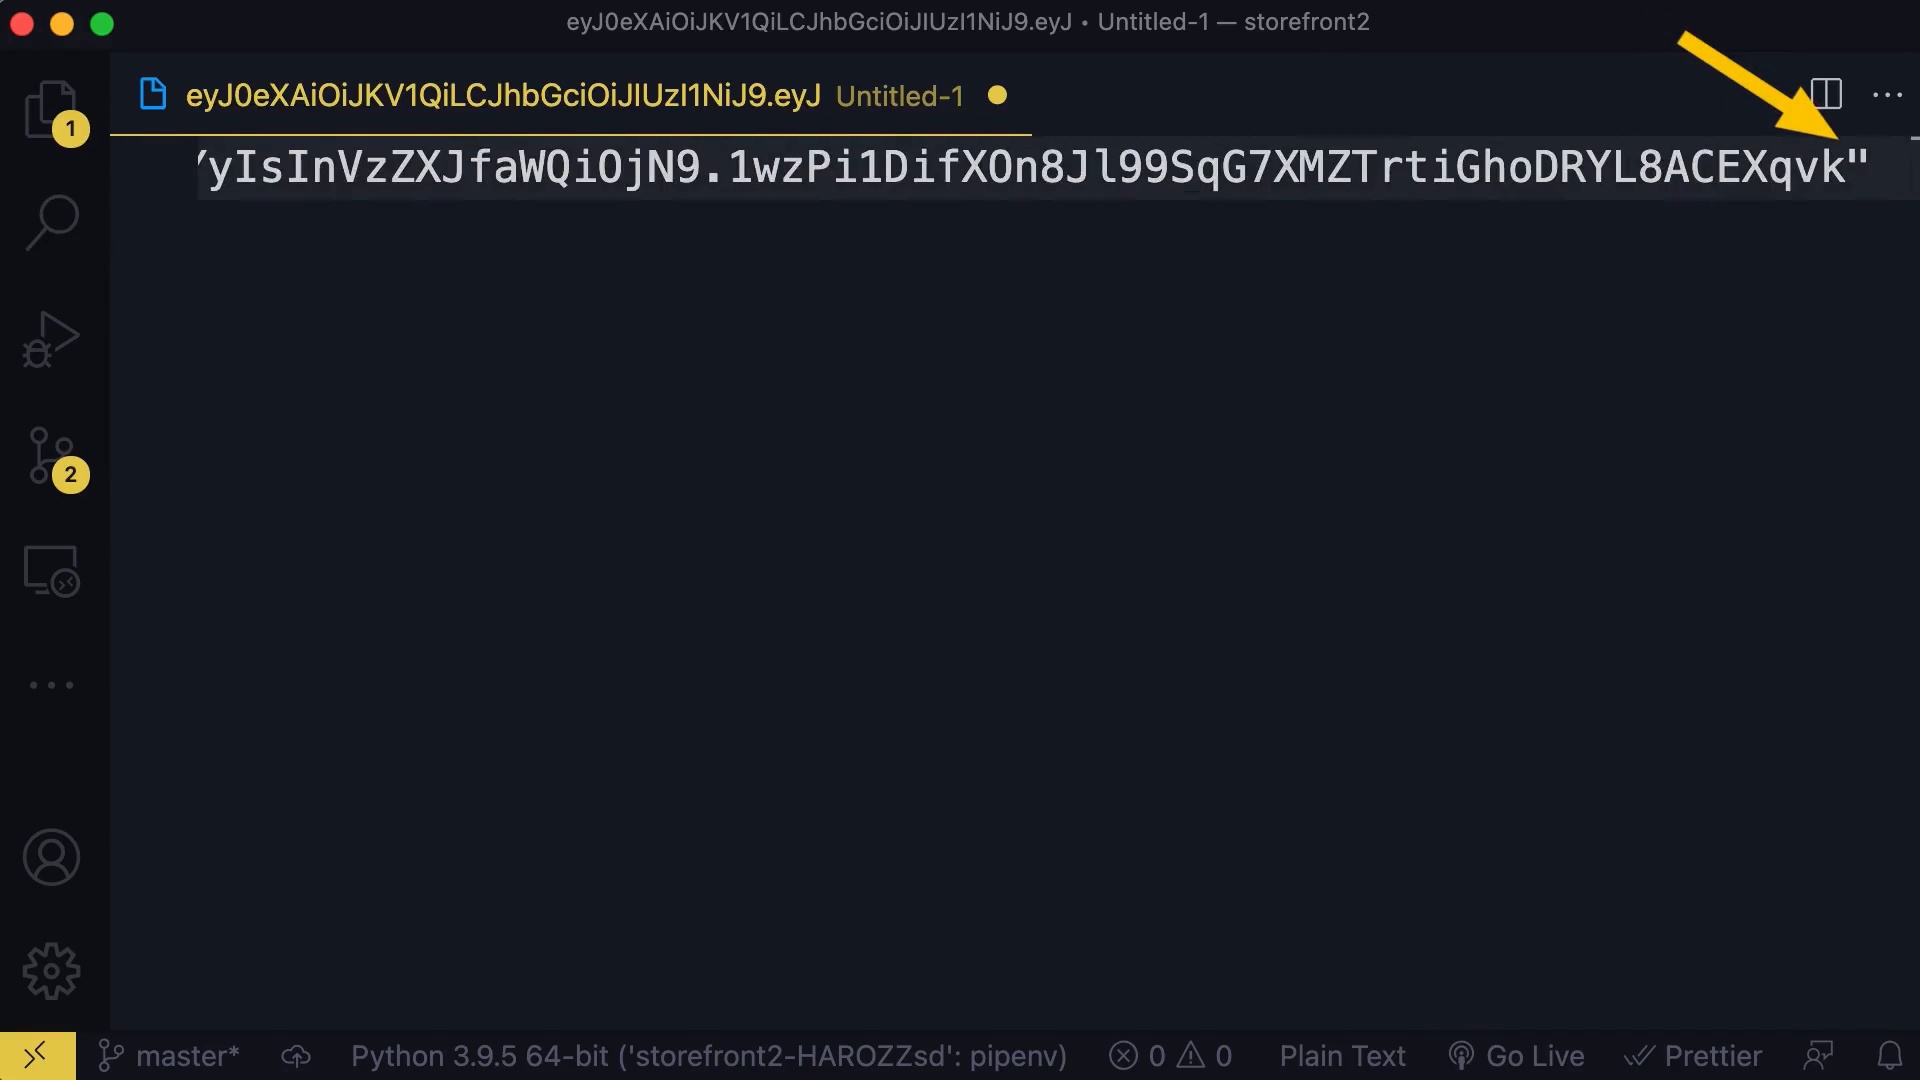 eyJ0eXAiOiJKV1QiLCJhbGciOiJIUzI1NiJ9.eyJ • Untitled-1 — storefront2
eyJ0eXAiOiJKV1QiLCJhbGciOiJIUzI1NiJ9.eyJ Untitled-1
YyIsInVzZXJfaWQiOjN9.1wzPi1DifXOn8Jl99SqG7XMZTrtiGhoDRYL8ACEXqvk"
1
2
master* Python 3.9.5 64-bit ('storefront2-HAROZZsd': pipenv) 0 0 Plain Text Go Live Prettier